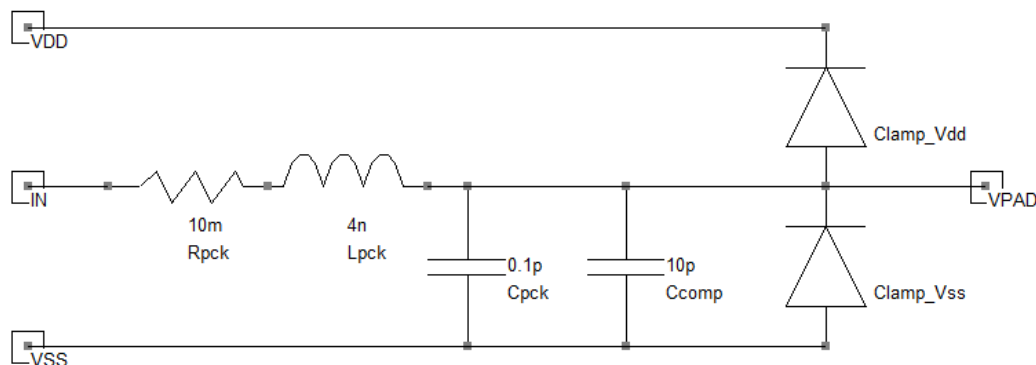 VDD
Clamp_Vdd
IN
VPAD
10m
Rpck
4n
Lpck
0.1p
Cpck
10p
Ccomp
Clamp_Vss
VSS